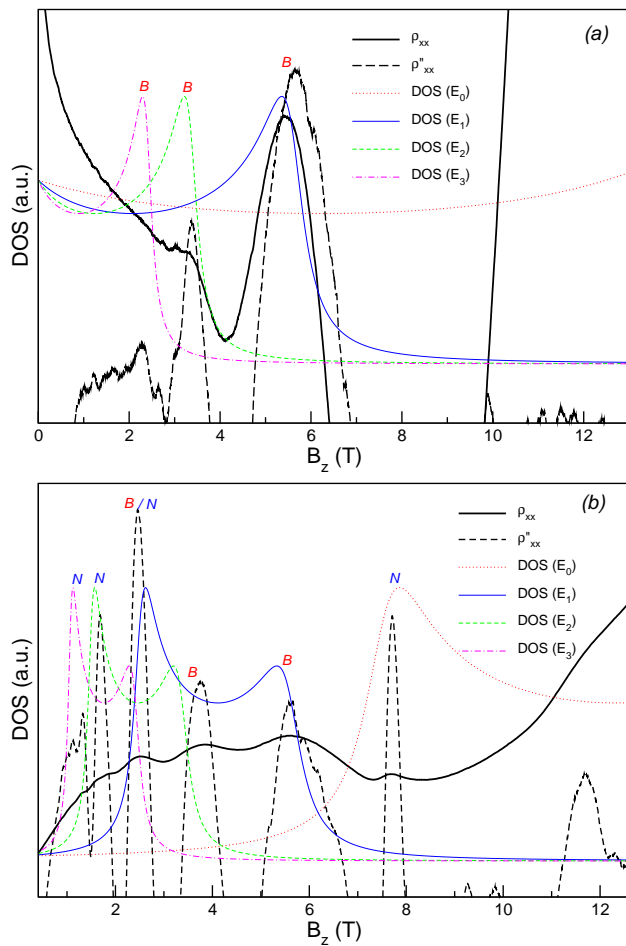 (a)
ρxx
ρ"xx
DOS (E0)
DOS (E1)
DOS (E2)
DOS (E3)
B B B
DOS (a.u.)
0 2 4 6 8 10 12
Bz (T)
(b)
B / N
ρxx
ρ"xx
DOS (E0)
DOS (E1)
DOS (E2)
DOS (E3)
N N N
B B
DOS (a.u.)
2 4 6 8 10 12
Bz (T)